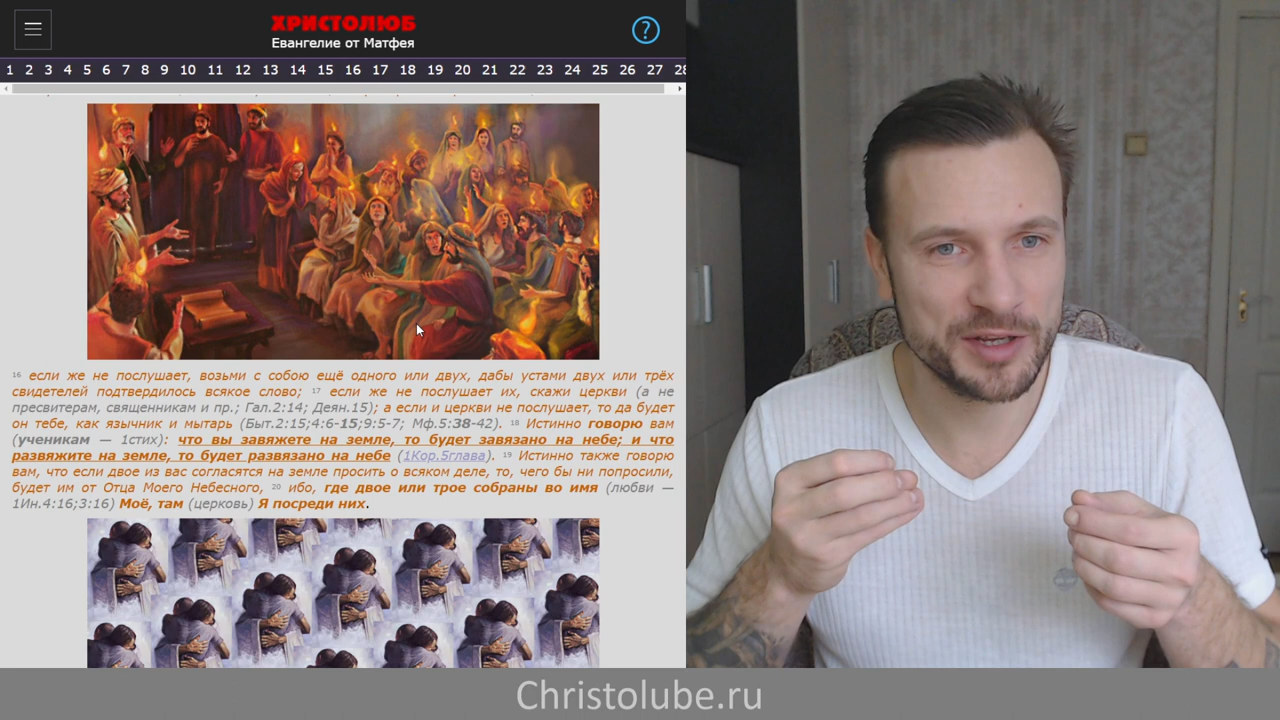 ХРИСТОЛЮБ
Евангелие от Матфея
?
1 2 3 4 5 6 7 8 9 10 11 12 13 14 15 16 17 18 19 20 21 22 23 24 25 26 27 28
16 если же не послушает, возьми с собою ещё одного или двух, дабы устами двух или трёх
свидетелей подтвердилось всякое слово; 17 если же не послушает их, скажи церкви (а не
пресвитерам, священникам и пр.; Гал.2:14; Деян.15); а если и церкви не послушает, то да будет
он тебе, как язычник и мытарь (Быт.2:15;4:6-15;9:5-7; Мф.5:38-42). 18 Истинно говорю вам
(ученикам — 1стих): что вы завяжете на земле, то будет завязано на небе; и что
развяжите на земле, то будет развязано на небе (1Кор.5глава). 19 Истинно также говорю
вам, что если двое из вас согласятся на земле просить о всяком деле, то, чего бы ни попросили,
будет им от Отца Моего Небесного, 20 ибо, где двое или трое собраны во имя (любви —
1Ин.4:16;3:16) Моё, там (церковь) Я посреди них.
Christolube.ru